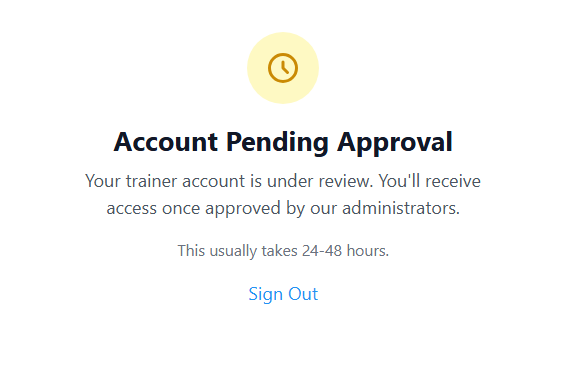 Account Pending Approval
Your trainer account is under review. You'll receive
access once approved by our administrators.
This usually takes 24-48 hours.
Sign Out